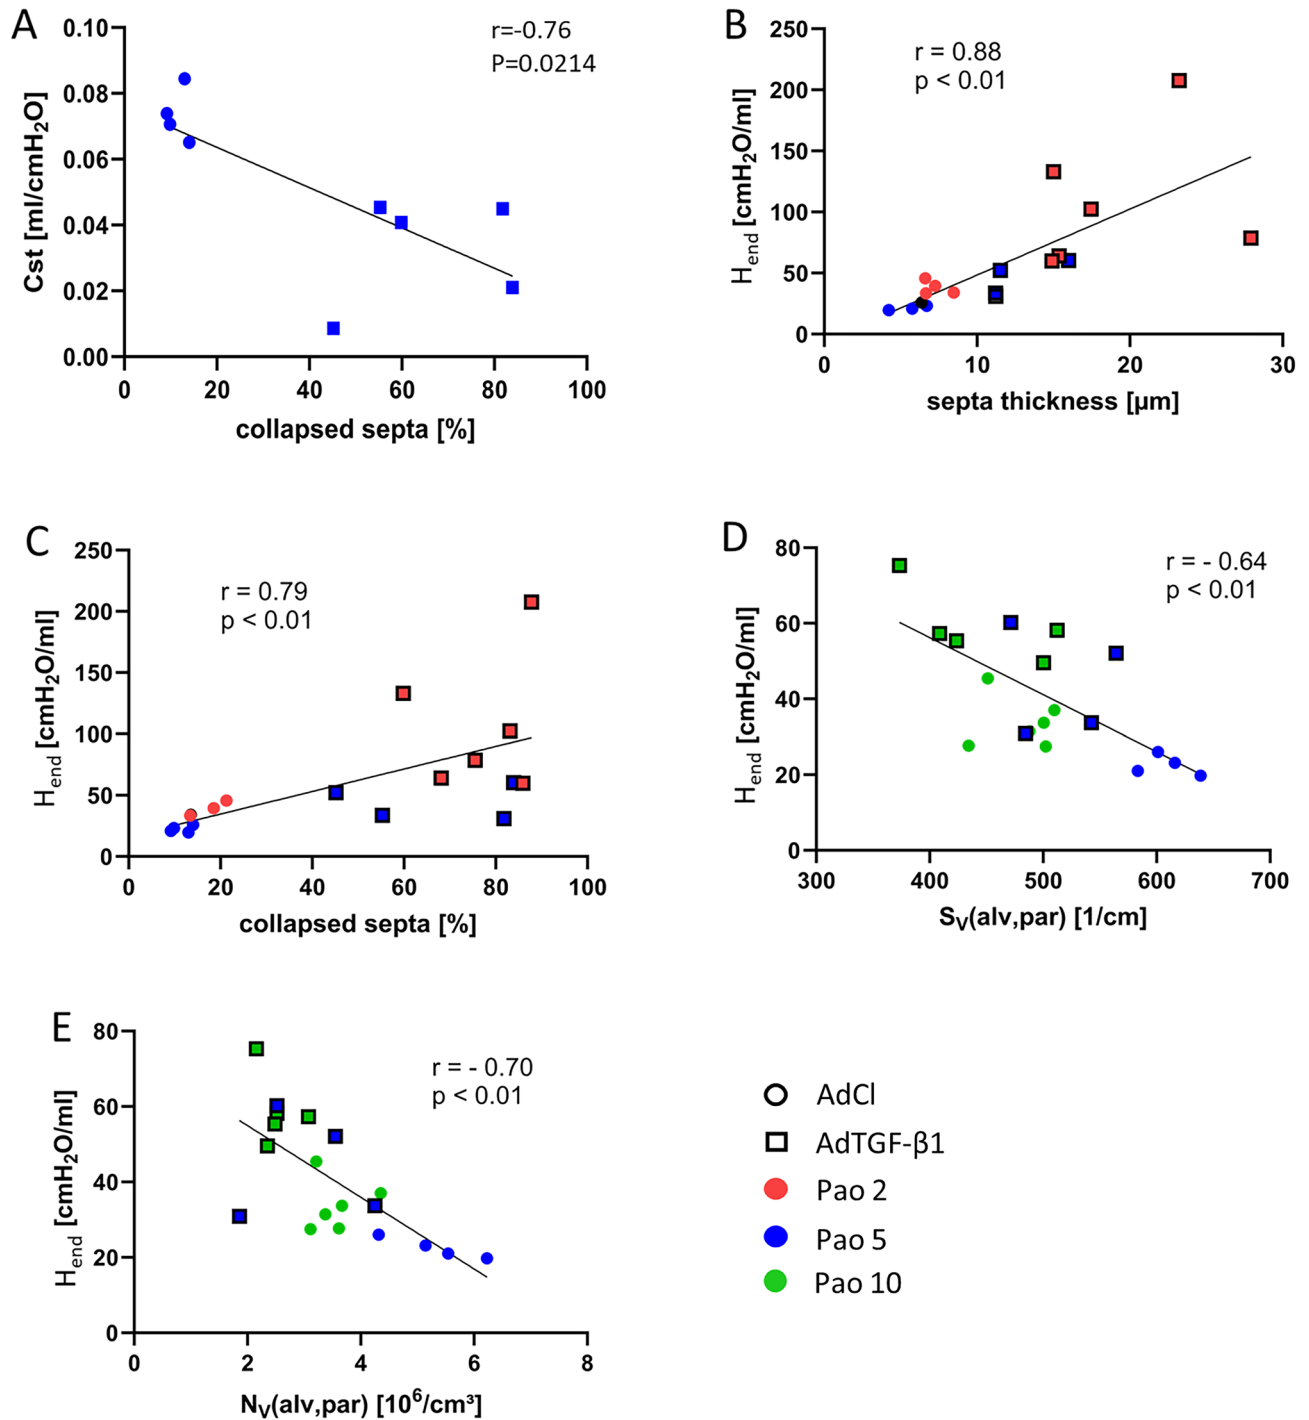 A
r=-0.76
P=0.0214
Cst [ml/cmH₂O]
0.10
0.08
0.06
0.04
0.02
0.00
0 20 40 60 80 100
collapsed septa [%]
B
r = 0.88
p < 0.01
Hend [cmH₂O/ml]
250
200
150
100
50
0
0 10 20 30
septa thickness [µm]
C
r = 0.79
p < 0.01
Hend [cmH₂O/ml]
250
200
150
100
50
0
0 20 40 60 80 100
collapsed septa [%]
D
r = - 0.64
p < 0.01
Hend [cmH₂O/ml]
80
60
40
20
0
300 400 500 600 700
SV(alv,par) [1/cm]
E
r = - 0.70
p < 0.01
Hend [cmH₂O/ml]
80
60
40
20
0
0 2 4 6 8
NV(alv,par) [10⁶/cm³]
AdCl
AdTGF-β1
Pao 2
Pao 5
Pao 10